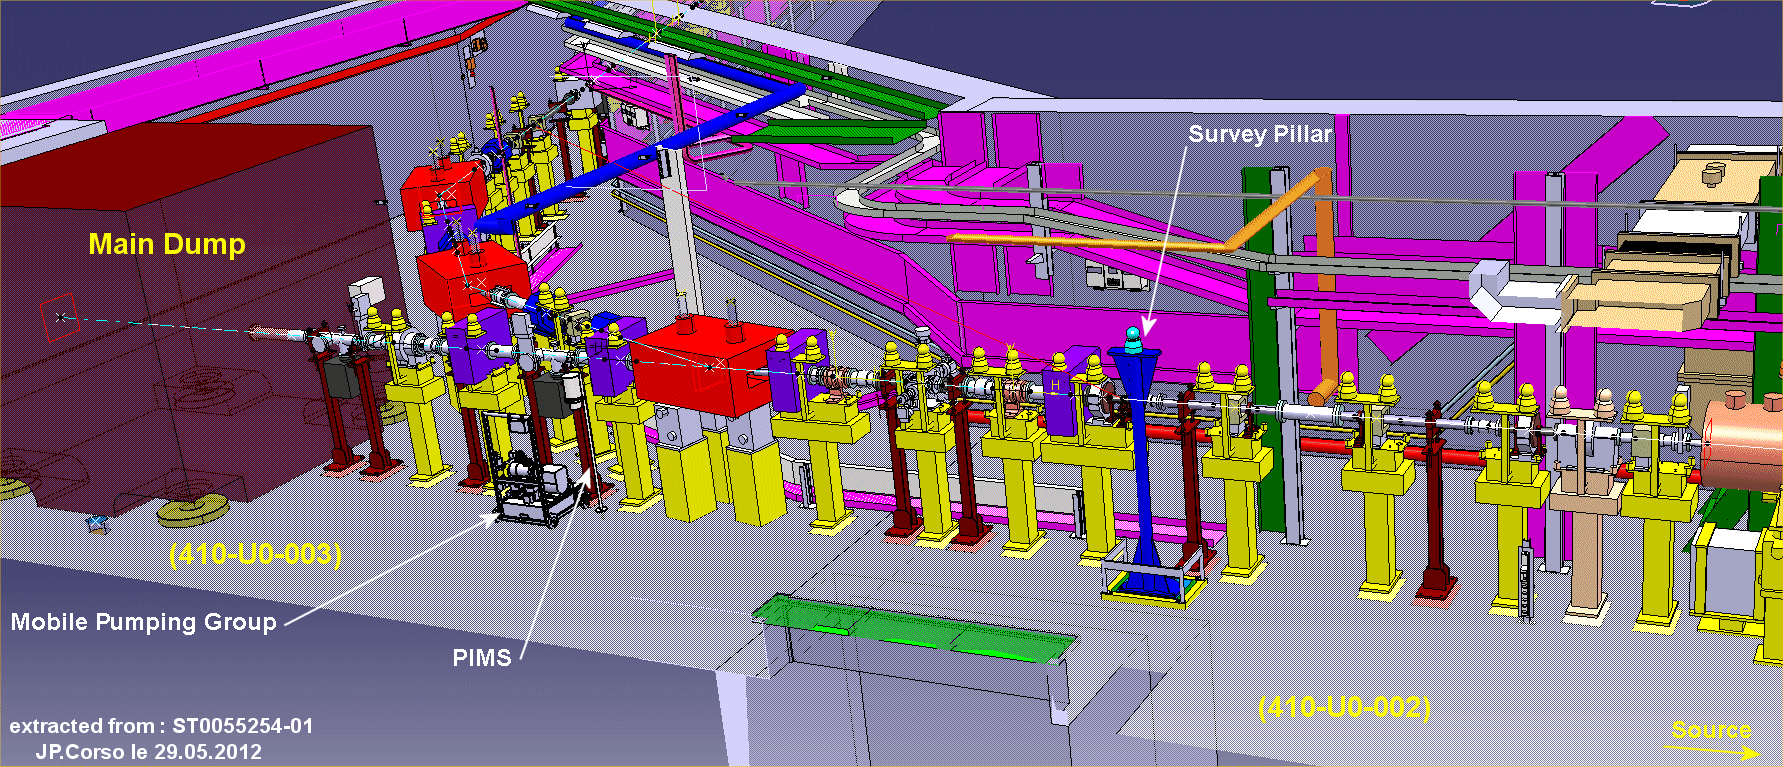 Survey Pillar
Main Dump
H
(410-U0-003)
Mobile Pumping Group
PIMS
(410-U0-002)
extracted from : ST0055254-01
Source
JP.Corso le 29.05.2012